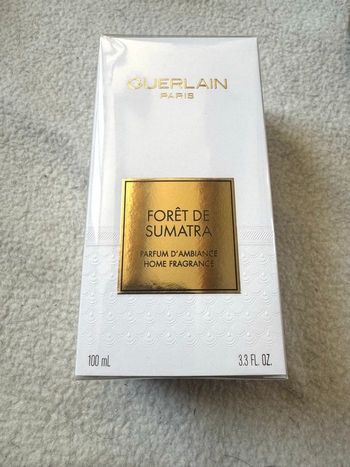 GUERLAIN
PARIS
FORÊT DE
SUMATRA
PARFUM D'AMBIANCE
HOME FRAGRANCE
100 mL
3.3 FL. OZ.